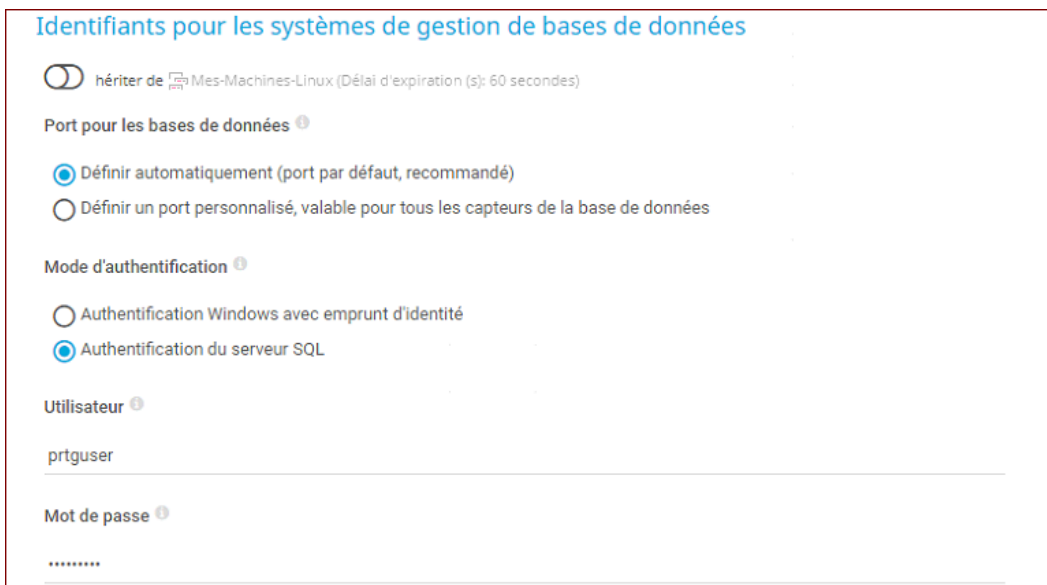 Identifiants pour les systèmes de gestion de bases de données
hériter de Mes-Machines-Linux (Délai d'expiration (s): 60 secondes)
Port pour les bases de données
Définir automatiquement (port par défaut, recommandé)
Définir un port personnalisé, valable pour tous les capteurs de la base de données
Mode d'authentification
Authentification Windows avec emprunt d'identité
Authentification du serveur SQL
Utilisateur
prtguser
Mot de passe
•••••••••